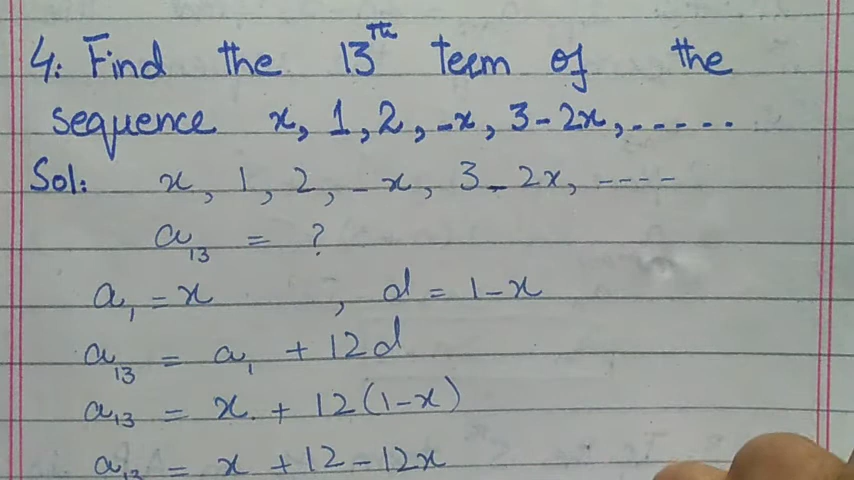 4: Find the 13th term of the
sequence x, 1, 2, -x, 3 - 2x, -----
Sol: x, 1, 2, - x, 3 - 2x, ----
a13 = ?
a1 = x , d = 1 - x
a13 = a1 + 12d
a13 = x + 12(1-x)
a13 = x + 12 - 12x